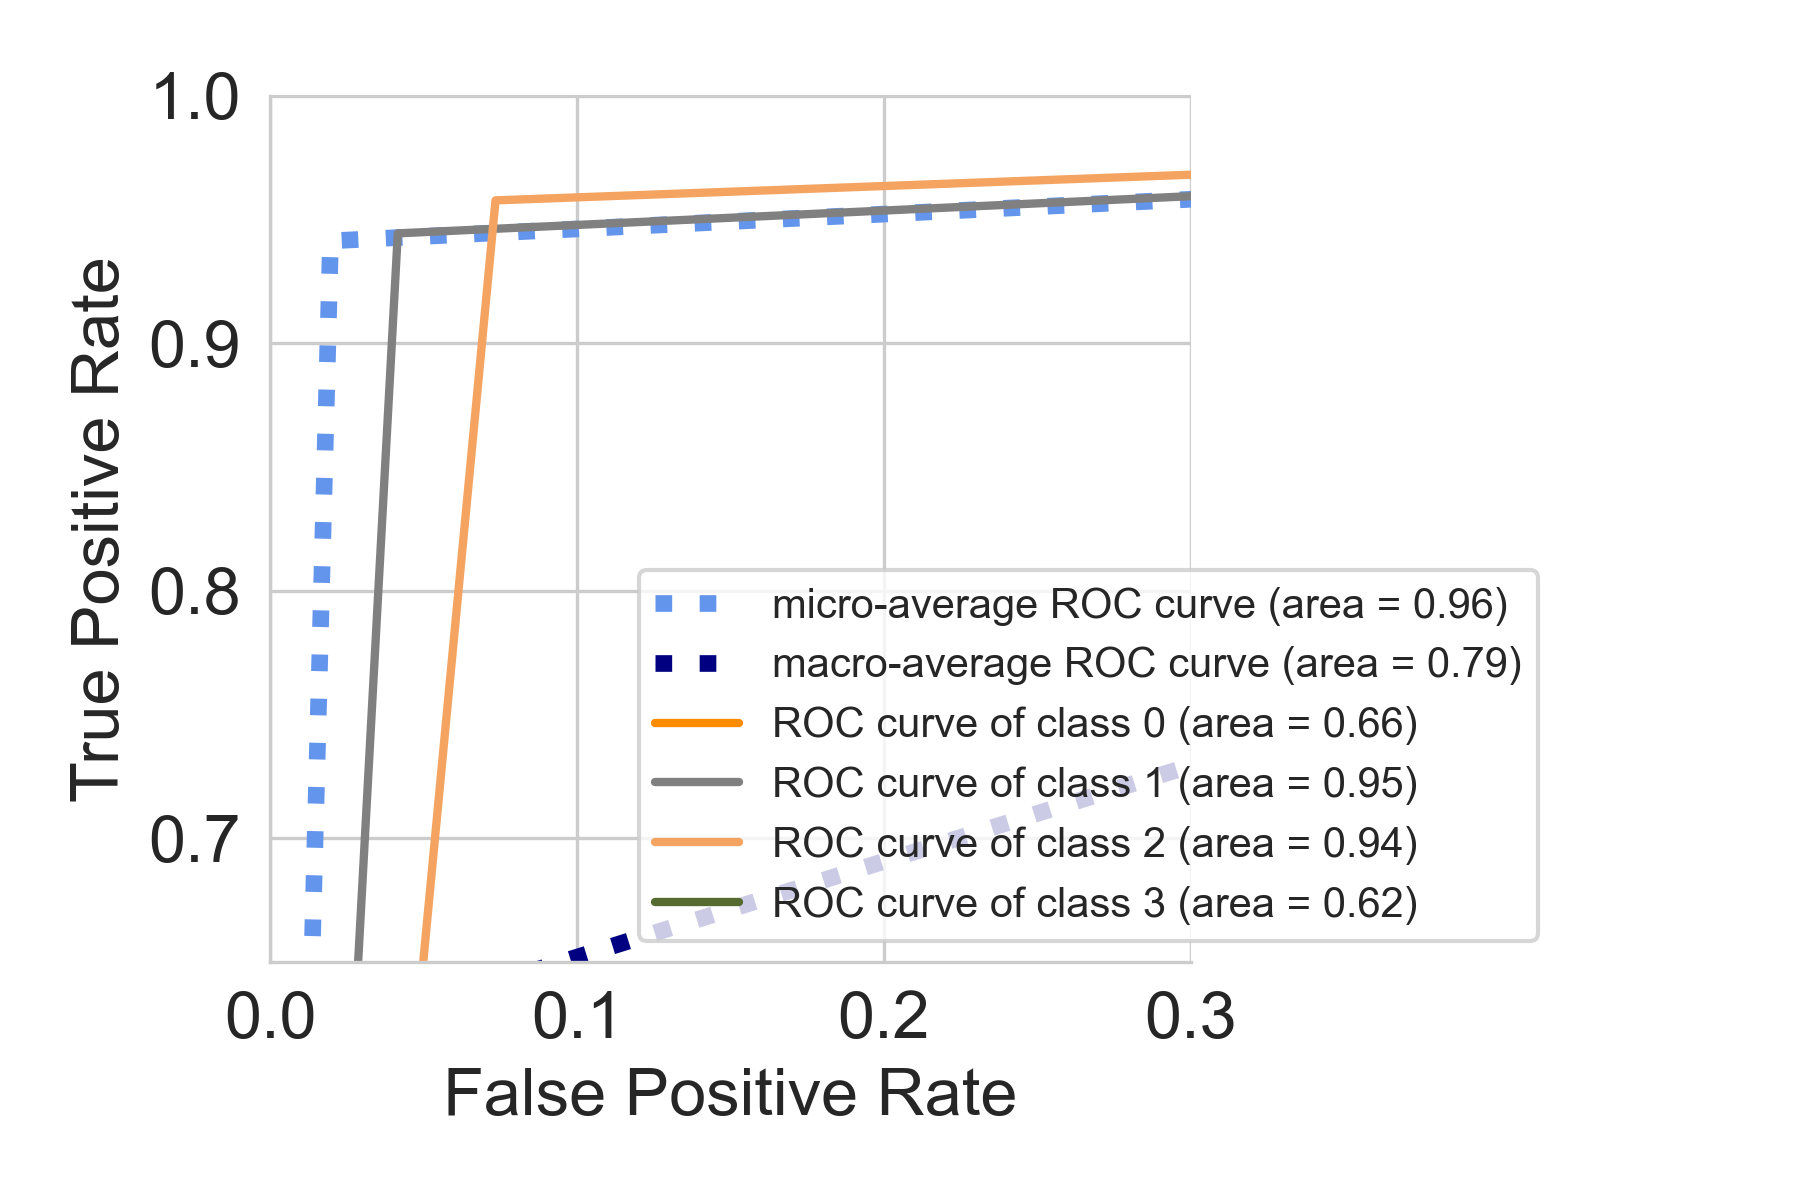 1.0
0.9
0.8
0.7
True Positive Rate
micro-average ROC curve (area = 0.96)
macro-average ROC curve (area = 0.79)
ROC curve of class 0 (area = 0.66)
ROC curve of class 1 (area = 0.95)
ROC curve of class 2 (area = 0.94)
ROC curve of class 3 (area = 0.62)
0.0 0.1 0.2 0.3
False Positive Rate